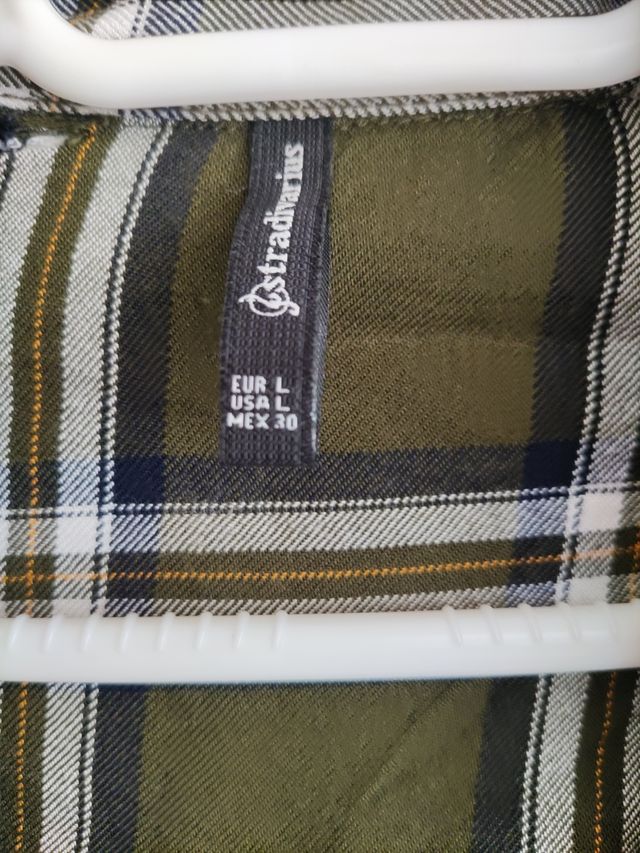 stradivarius
EUR L
USA L
MEX 30